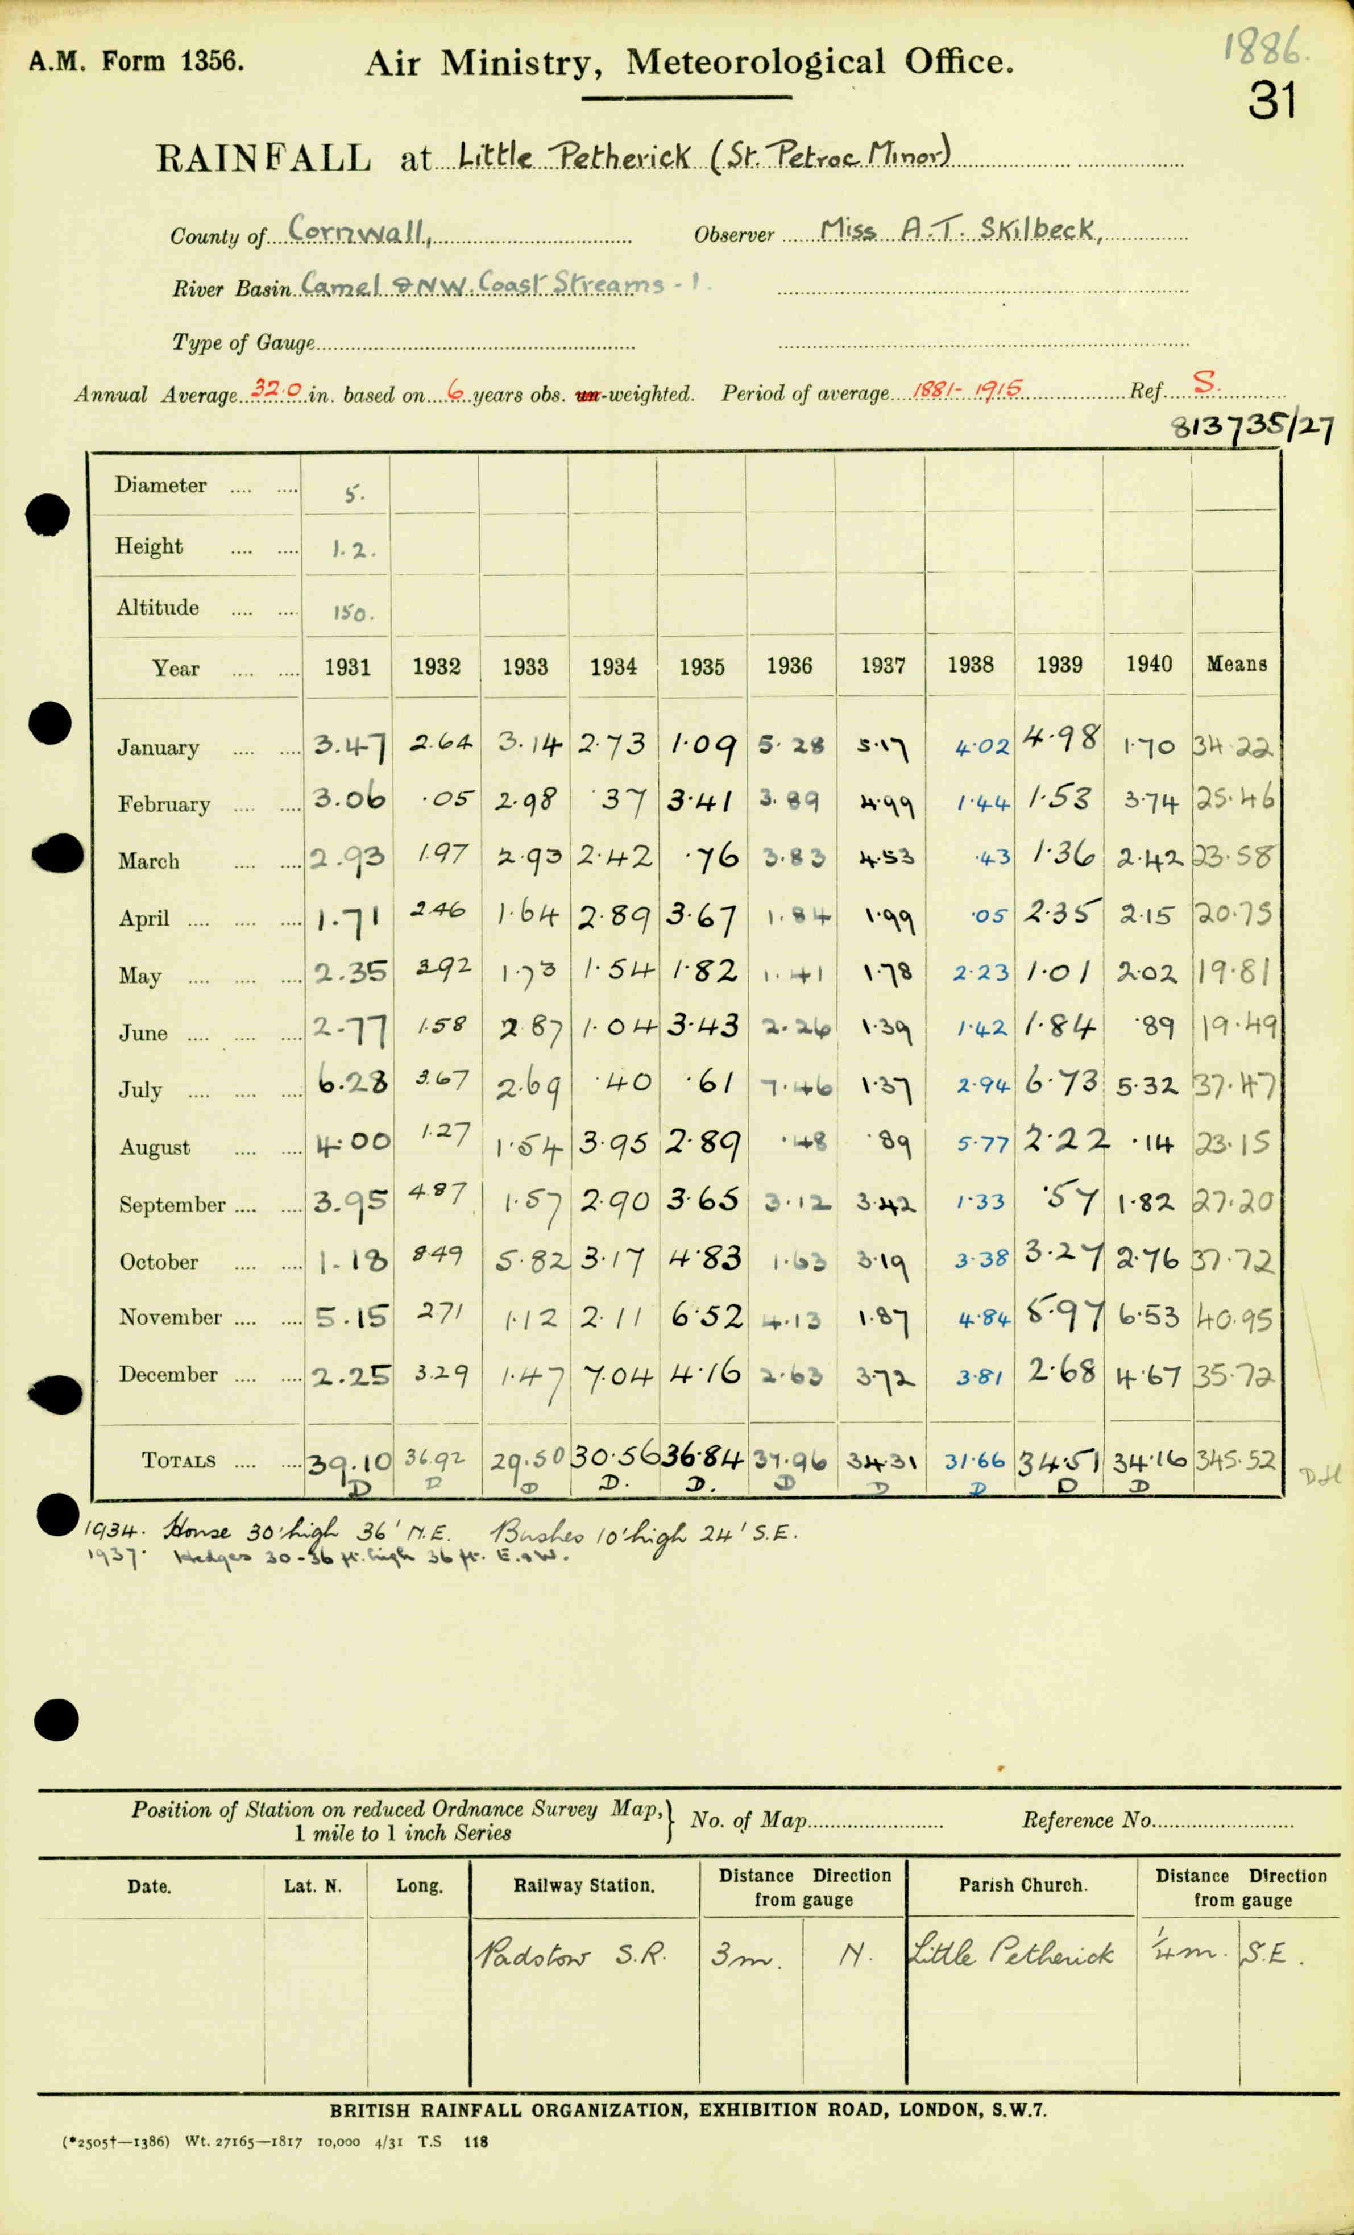 1886.
A.M. Form 1356. Air Ministry, Meteorological Office.
31
RAINFALL at Little Petherick (St. Petroc Minor)
County of Cornwall, Observer Miss A.T. Skilbeck,
River Basin Camel & NW. Coast Streams - 1.
Type of Gauge
Annual Average 32.0 in. based on 6 years obs. un-weighted. Period of average 1881-1915 Ref. S.
813735/27
Diameter 5.
Height 1.2.
Altitude 150.
Year 1931 1932 1933 1934 1935 1936 1937 1938 1939 1940 Means
January 3.47 2.64 3.14 2.73 1.09 5.28 5.17 4.02 4.98 1.70 34.22
February 3.06 .05 2.98 .37 3.41 3.89 4.99 1.44 1.53 3.74 25.46
March 2.93 1.97 2.93 2.42 .76 3.83 4.53 .43 1.36 2.42 23.58
April 1.71 2.46 1.64 2.89 3.67 1.84 1.99 .05 2.35 2.15 20.75
May 2.35 3.92 1.73 1.54 1.82 1.41 1.78 2.23 1.01 2.02 19.81
June 2.77 1.58 2.87 1.04 3.43 2.26 1.39 1.42 1.84 .89 19.49
July 6.28 3.67 2.69 .40 .61 7.46 1.37 2.94 6.73 5.32 37.47
August 4.00 1.27 1.54 3.95 2.89 .48 .89 5.77 2.22 .14 23.15
September 3.95 4.87 1.57 2.90 3.65 3.12 3.42 1.33 .57 1.82 27.20
October 1.18 8.49 5.82 3.17 4.83 1.63 3.19 3.38 3.27 2.76 37.72
November 5.15 2.71 1.12 2.11 6.52 4.13 1.87 4.84 5.97 6.53 40.95
December 2.25 3.29 1.47 7.04 4.16 2.63 3.72 3.81 2.68 4.67 35.72
TOTALS 39.10 36.92 29.50 30.56 36.84 37.96 34.31 31.66 34.51 34.16 345.52
D D D D. D. D D D D D
1934. House 30' high 36' N.E. Bushes 10' high 24' S.E.
1937. Hedges 30-36 ft. high 36 ft. E. & W.
Position of Station on reduced Ordnance Survey Map, } No. of Map Reference No.
1 mile to 1 inch Series
Date. Lat. N. Long. Railway Station. Distance Direction from gauge Parish Church. Distance Direction from gauge
Padstow S.R. 3m. N. Little Petherick ¼m. S.E.
BRITISH RAINFALL ORGANIZATION, EXHIBITION ROAD, LONDON, S.W.7.
(*2505†—1386) Wt. 27165—1817 10,000 4/31 T.S 118